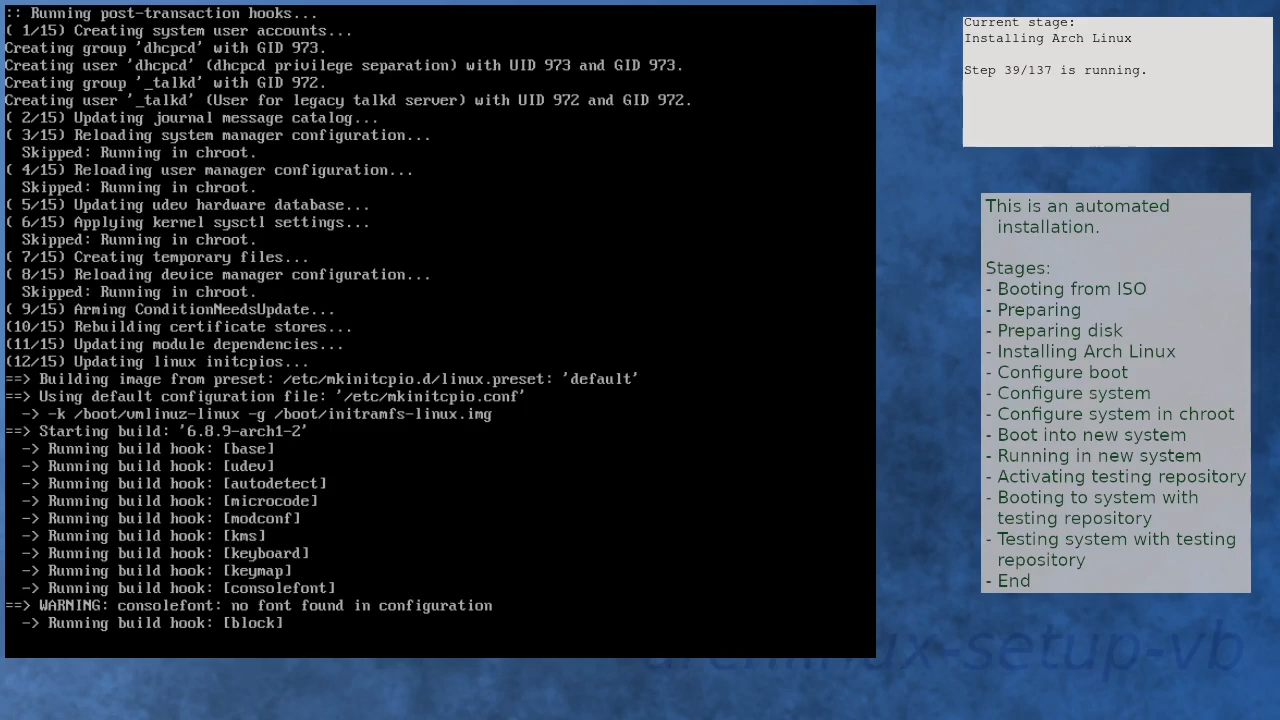 :: Running post-transaction hooks...
( 1/15) Creating system user accounts...
Creating group 'dhcpcd' with GID 973.
Creating user 'dhcpcd' (dhcpcd privilege separation) with UID 973 and GID 973.
Creating group '_talkd' with GID 972.
Creating user '_talkd' (User for legacy talkd server) with UID 972 and GID 972.
( 2/15) Updating journal message catalog...
( 3/15) Reloading system manager configuration...
  Skipped: Running in chroot.
( 4/15) Reloading user manager configuration...
  Skipped: Running in chroot.
( 5/15) Updating udev hardware database...
( 6/15) Applying kernel sysctl settings...
  Skipped: Running in chroot.
( 7/15) Creating temporary files...
( 8/15) Reloading device manager configuration...
  Skipped: Running in chroot.
( 9/15) Arming ConditionNeedsUpdate...
(10/15) Rebuilding certificate stores...
(11/15) Updating module dependencies...
(12/15) Updating linux initcpios...
==> Building image from preset: /etc/mkinitcpio.d/linux.preset: 'default'
==> Using default configuration file: '/etc/mkinitcpio.conf'
  -> -k /boot/vmlinuz-linux -g /boot/initramfs-linux.img
==> Starting build: '6.8.9-arch1-2'
  -> Running build hook: [base]
  -> Running build hook: [udev]
  -> Running build hook: [autodetect]
  -> Running build hook: [microcode]
  -> Running build hook: [modconf]
  -> Running build hook: [kms]
  -> Running build hook: [keyboard]
  -> Running build hook: [keymap]
  -> Running build hook: [consolefont]
==> WARNING: consolefont: no font found in configuration
  -> Running build hook: [block]
Current stage:
Installing Arch Linux
Step 39/137 is running.
This is an automated
installation.
Stages:
- Booting from ISO
- Preparing
- Preparing disk
- Installing Arch Linux
- Configure boot
- Configure system
- Configure system in chroot
- Boot into new system
- Running in new system
- Activating testing repository
- Booting to system with
testing repository
- Testing system with testing
repository
- End
archlinux-setup-vb